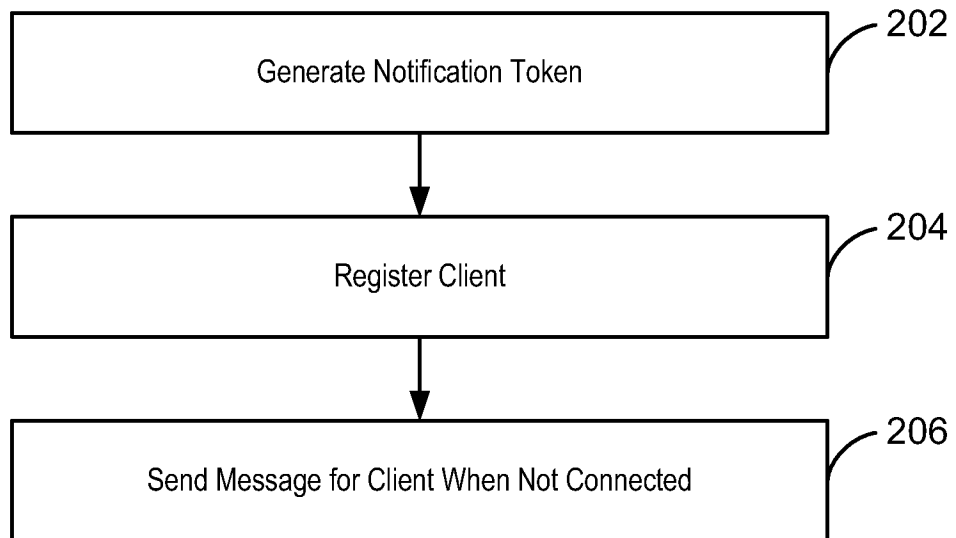 202
Generate Notification Token
204
Register Client
206
Send Message for Client When Not Connected